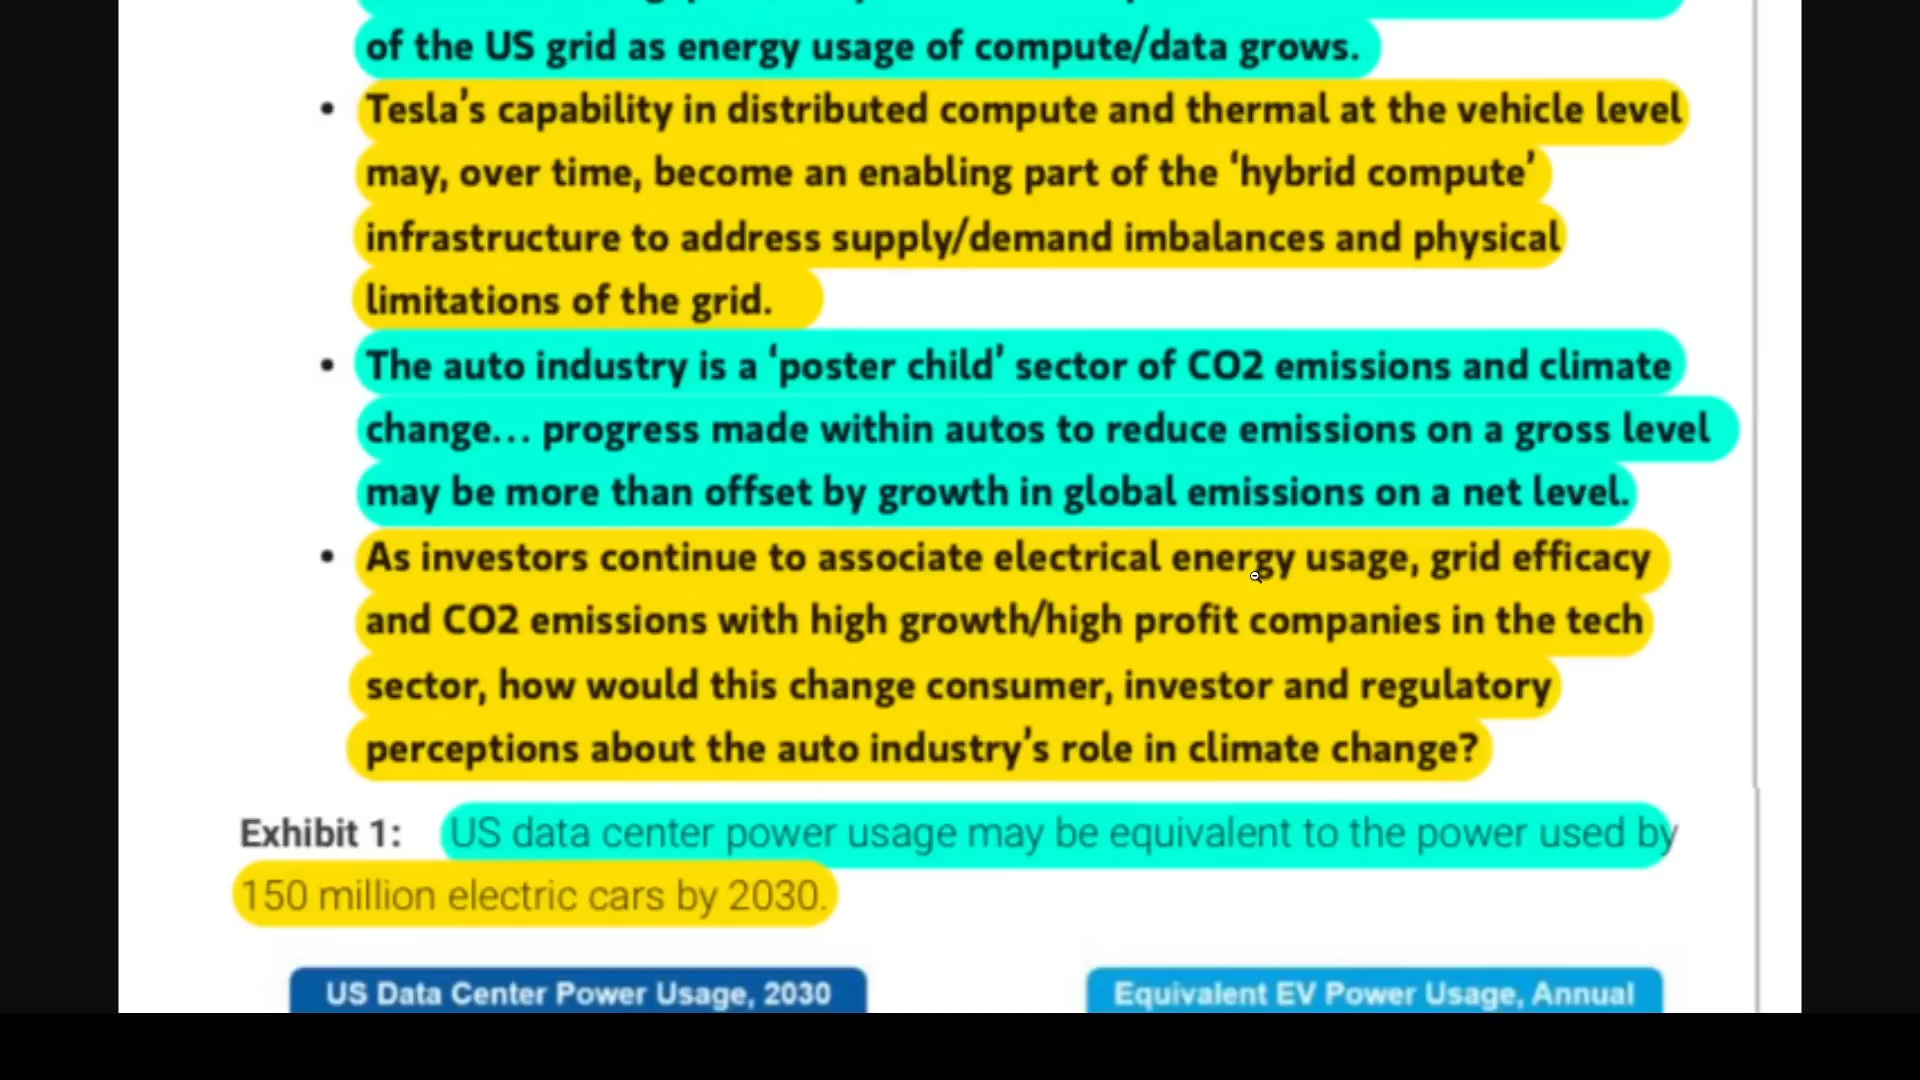 of the US grid as energy usage of compute/data grows.
• Tesla’s capability in distributed compute and thermal at the vehicle level
may, over time, become an enabling part of the ‘hybrid compute’
infrastructure to address supply/demand imbalances and physical
limitations of the grid.
• The auto industry is a ‘poster child’ sector of CO2 emissions and climate
change… progress made within autos to reduce emissions on a gross level
may be more than offset by growth in global emissions on a net level.
• As investors continue to associate electrical energy usage, grid efficacy
and CO2 emissions with high growth/high profit companies in the tech
sector, how would this change consumer, investor and regulatory
perceptions about the auto industry’s role in climate change?
Exhibit 1: US data center power usage may be equivalent to the power used by
150 million electric cars by 2030.
US Data Center Power Usage, 2030
Equivalent EV Power Usage, Annual